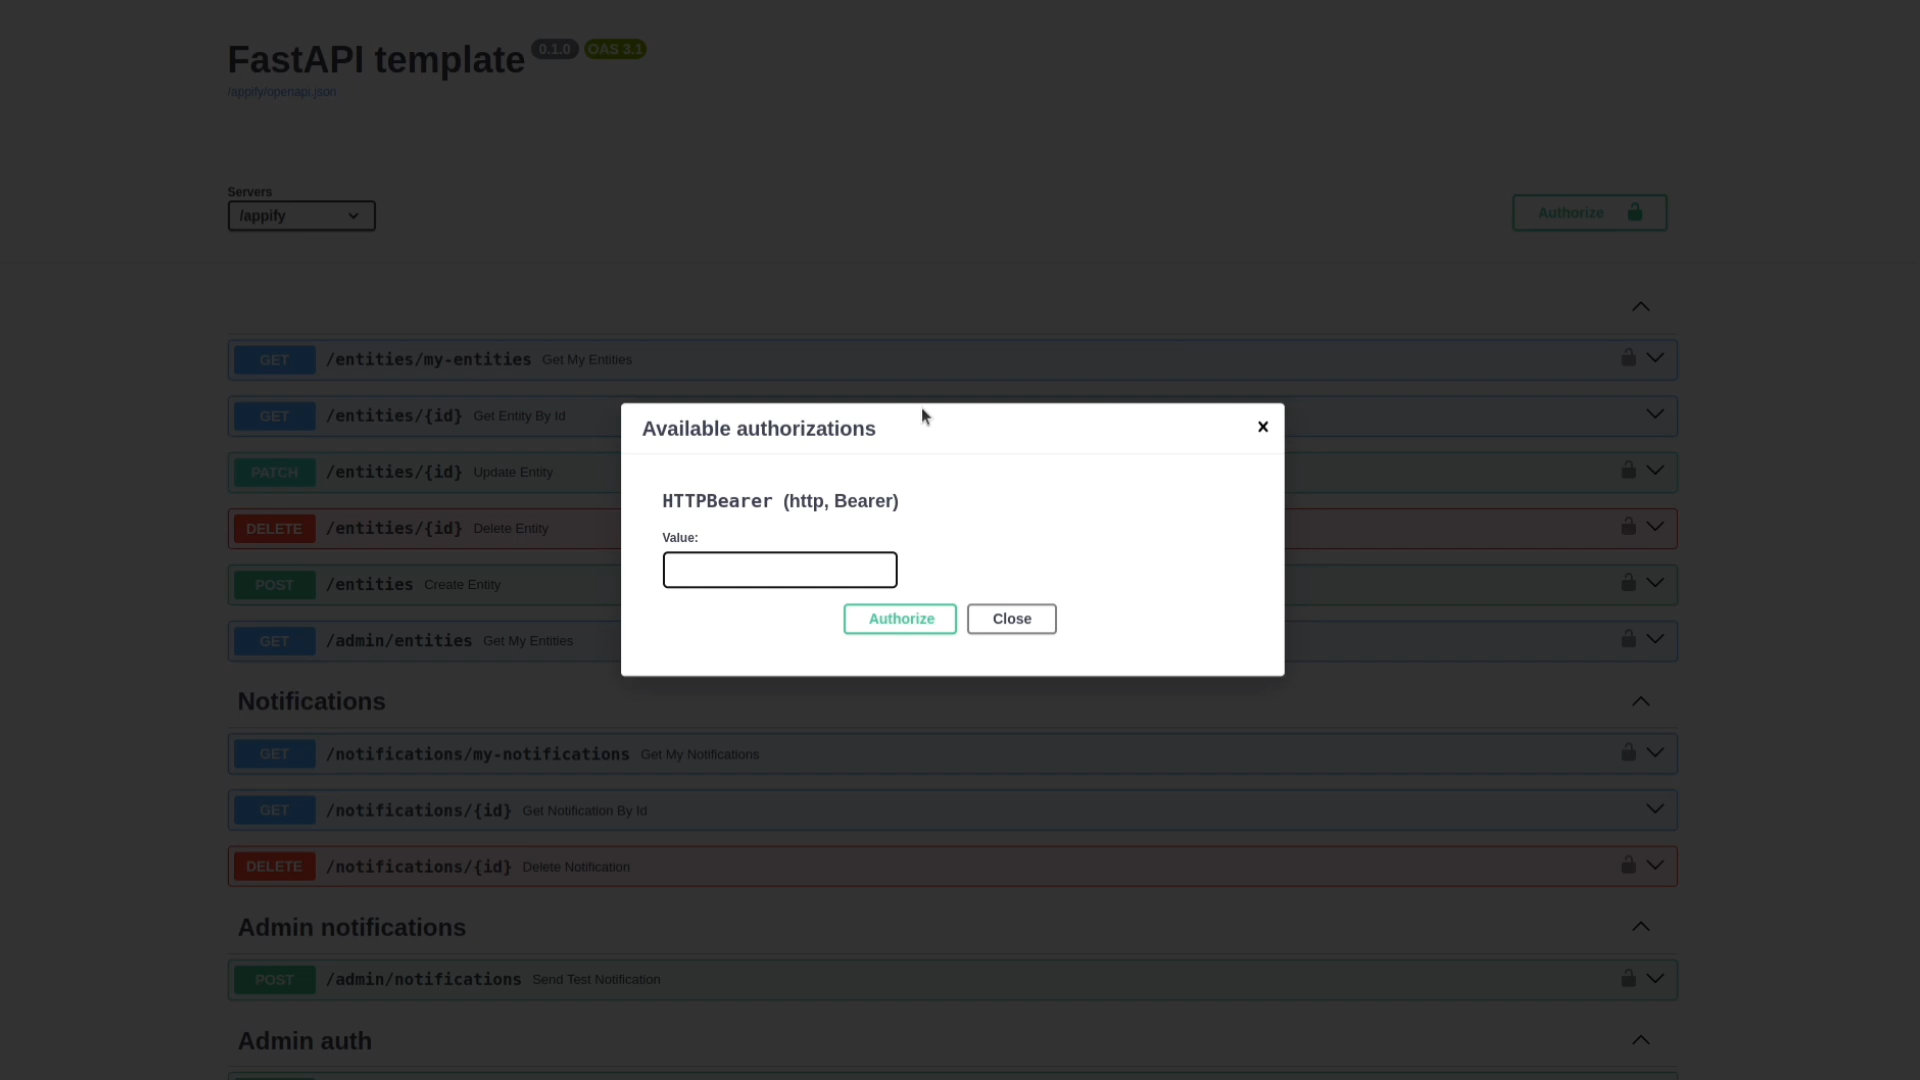 FastAPI template 0.1.0 OAS 3.1
/appify/openapi.json
Servers
/appify
Authorize
GET /entities/my-entities Get My Entities
GET /entities/{id} Get Entity By Id
PATCH /entities/{id} Update Entity
DELETE /entities/{id} Delete Entity
POST /entities Create Entity
GET /admin/entities Get My Entities
Available authorizations
HTTPBearer (http, Bearer)
Value:
Authorize Close
Notifications
GET /notifications/my-notifications Get My Notifications
GET /notifications/{id} Get Notification By Id
DELETE /notifications/{id} Delete Notification
Admin notifications
POST /admin/notifications Send Test Notification
Admin auth